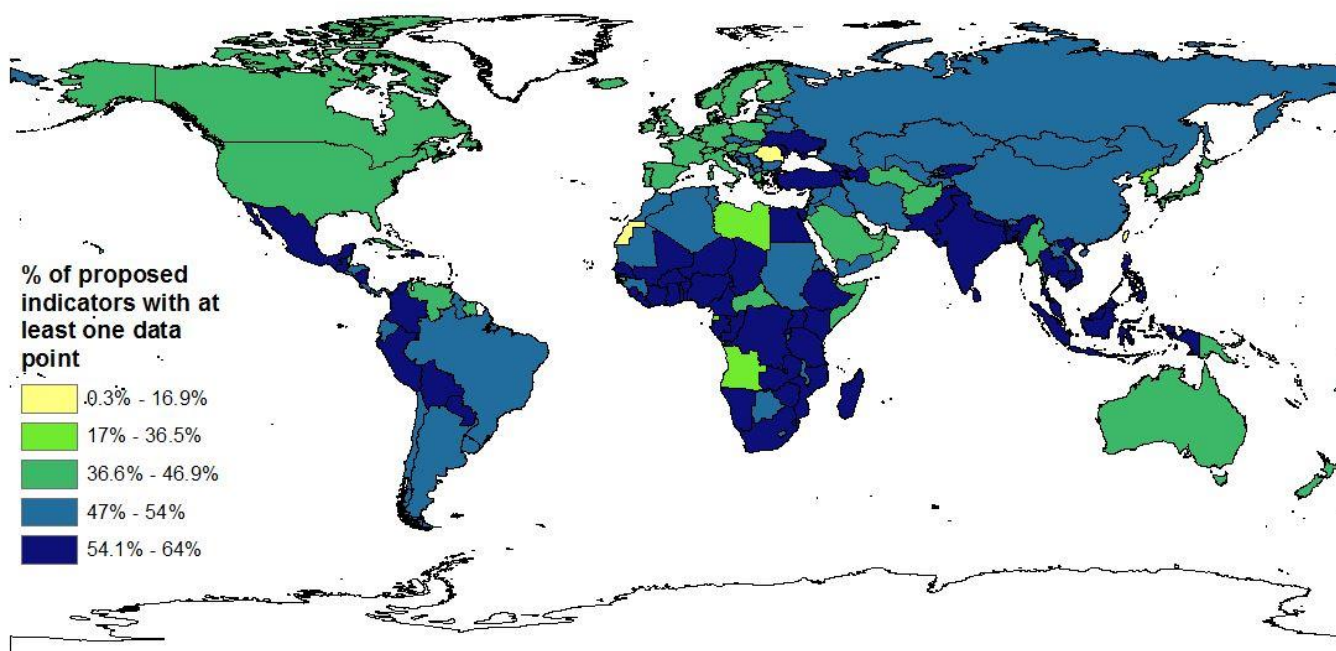 % of proposed
indicators with at
least one data
point
0.3% - 16.9%
17% - 36.5%
36.6% - 46.9%
47% - 54%
54.1% - 64%